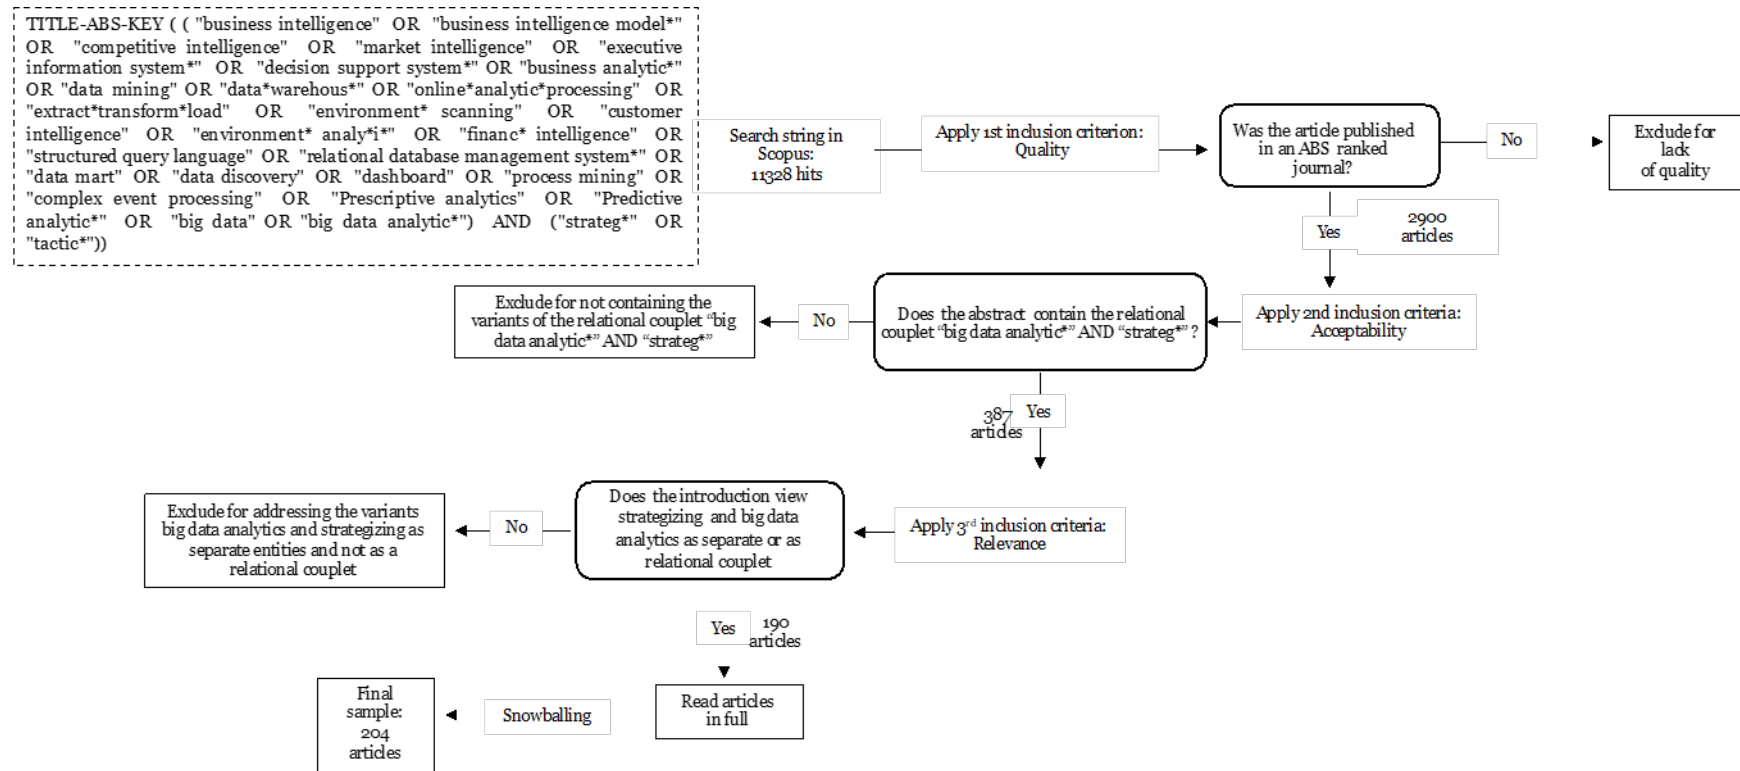 TITLE-ABS-KEY ( ( "business intelligence" OR "business intelligence model*"
OR "competitive intelligence" OR "market intelligence" OR "executive
information system*" OR "decision support system*" OR "business analytic*"
OR "data mining" OR "data*warehous*" OR "online*analytic*processing" OR
"extract*transform*load" OR "environment* scanning" OR "customer
intelligence" OR "environment* analy*i*" OR "financ* intelligence" OR
"structured query language" OR "relational database management system*" OR
"data mart" OR "data discovery" OR "dashboard" OR "process mining" OR
"complex event processing" OR "Prescriptive analytics" OR "Predictive
analytic*" OR "big data" OR "big data analytic*") AND ("strateg*" OR
"tactic*"))
Search string in
Scopus:
11328 hits
Apply 1st inclusion criterion:
Quality
Was the article published
in an ABS ranked
journal?
No
Exclude for
lack
of quality
Yes
2900
articles
Apply 2nd inclusion criteria:
Acceptability
Does the abstract contain the relational
couplet “big data analytic*” AND “strateg*” ?
No
Exclude for not containing the
variants of the relational couplet “big
data analytic*” AND “strateg*”
387
articles
Yes
Apply 3rd inclusion criteria:
Relevance
Does the introduction view
strategizing and big data
analytics as separate or as
relational couplet
No
Exclude for addressing the variants
big data analytics and strategizing as
separate entities and not as a
relational couplet
Yes
190
articles
Read articles
in full
Snowballing
Final
sample:
204
articles